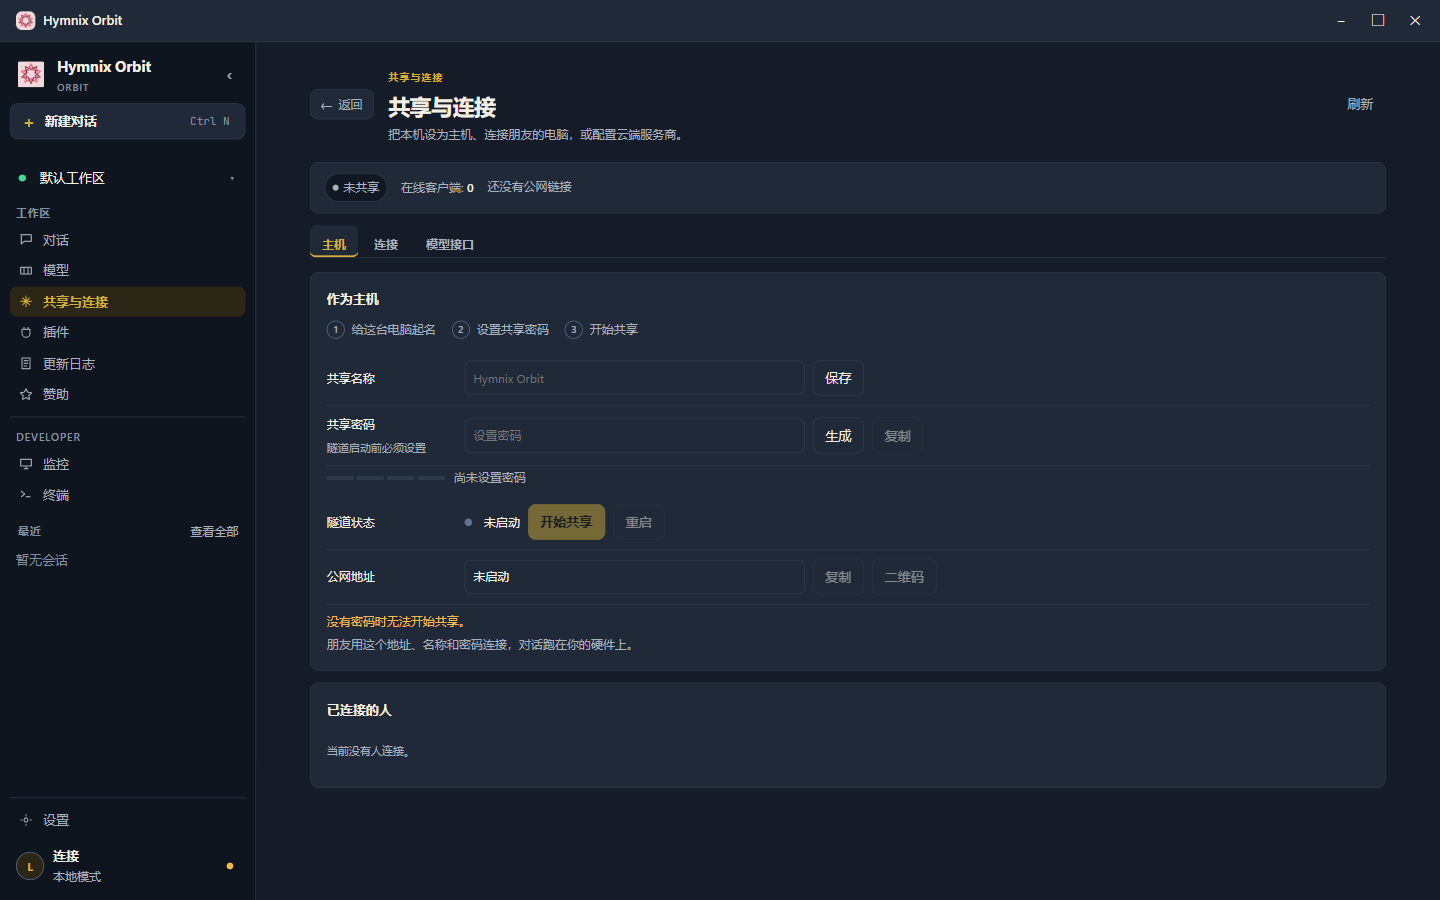 Hymnix Orbit
Hymnix Orbit
ORBIT
+ 新建对话 Ctrl N
默认工作区
工作区
对话
模型
共享与连接
插件
更新日志
赞助
DEVELOPER
监控
终端
最近 查看全部
暂无会话
设置
L
连接
本地模式
共享与连接
← 返回
共享与连接
把本机设为主机、连接朋友的电脑，或配置云端服务商。
刷新
未共享 在线客户端: 0 还没有公网链接
主机 连接 模型接口
作为主机
1 给这台电脑起名 2 设置共享密码 3 开始共享
共享名称 Hymnix Orbit 保存
共享密码 设置密码 生成 复制
隧道启动前必须设置
尚未设置密码
隧道状态 未启动 开始共享 重启
公网地址 未启动 复制 二维码
没有密码时无法开始共享。
朋友用这个地址、名称和密码连接，对话跑在你的硬件上。
已连接的人
当前没有人连接。